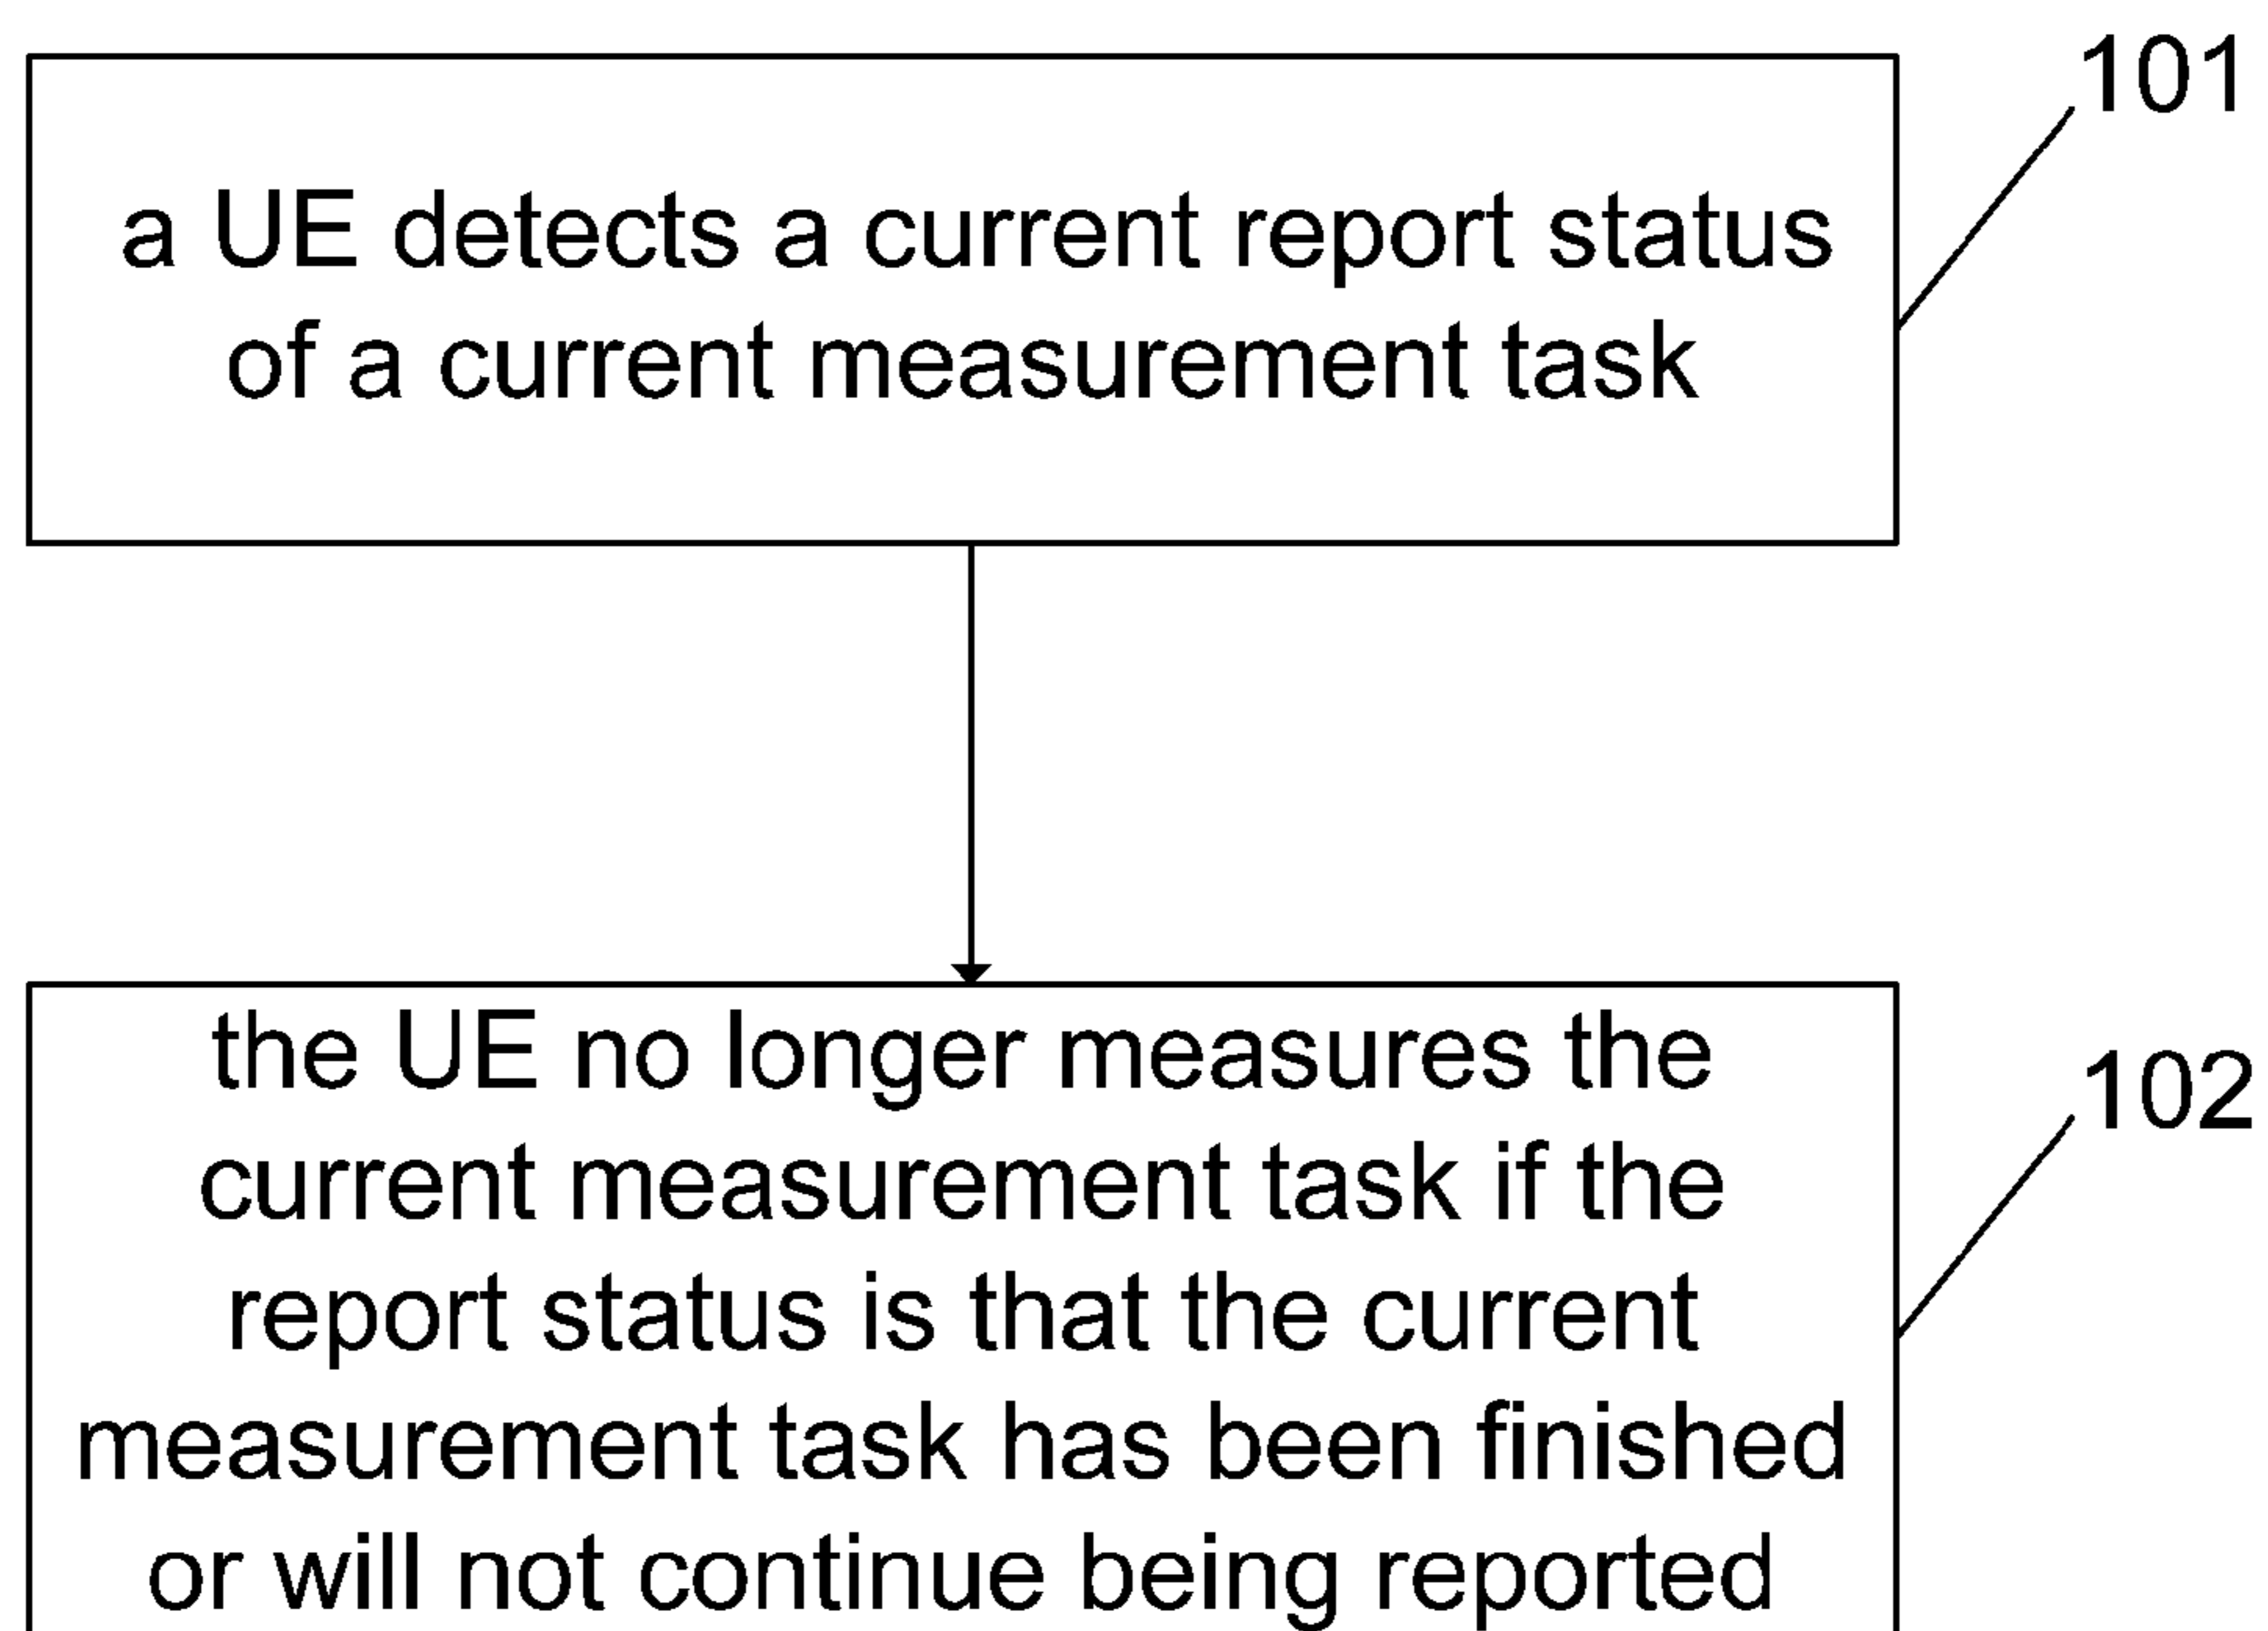 101
a UE detects a current report status
of a current measurement task
the UE no longer measures the
102
current measurement task if the
report status is that the current
measurement task has been finished
or will not continue being reported